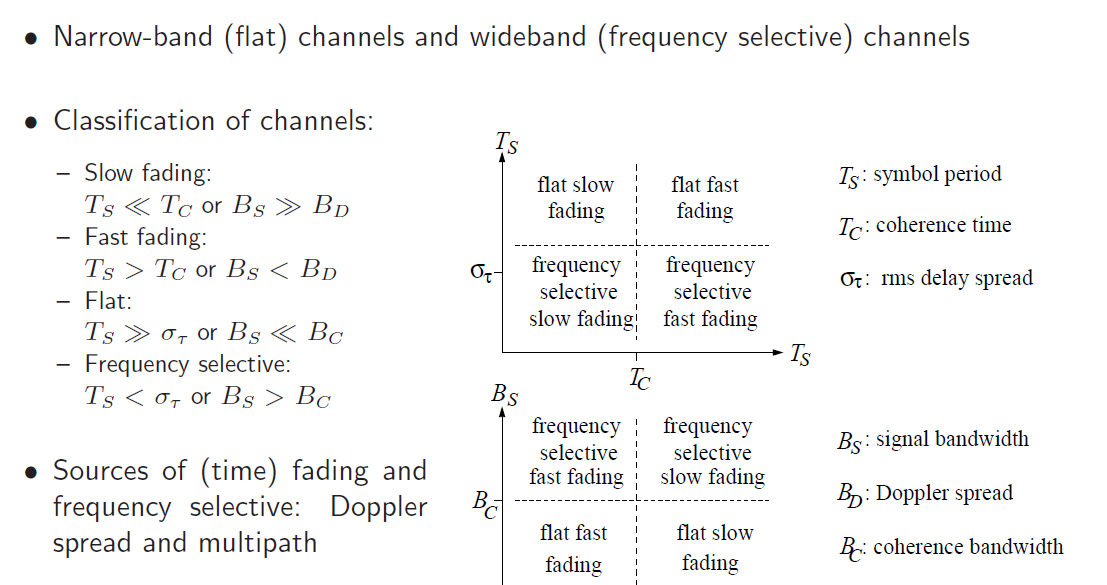 • Narrow-band (flat) channels and wideband (frequency selective) channels
• Classification of channels:
– Slow fading:
T_S ≪ T_C or B_S ≫ B_D
– Fast fading:
T_S > T_C or B_S < B_D
– Flat:
T_S ≫ σ_τ or B_S ≪ B_C
– Frequency selective:
T_S < σ_τ or B_S > B_C
• Sources of (time) fading and
frequency selective: Doppler
spread and multipath
T_S
flat slow
fading
flat fast
fading
σ_τ
frequency
selective
slow fading
frequency
selective
fast fading
T_S
T_C
T_S: symbol period
T_C: coherence time
σ_τ: rms delay spread
B_S
frequency
selective
fast fading
frequency
selective
slow fading
B_C
flat fast
fading
flat slow
fading
B_S: signal bandwidth
B_D: Doppler spread
B_C: coherence bandwidth